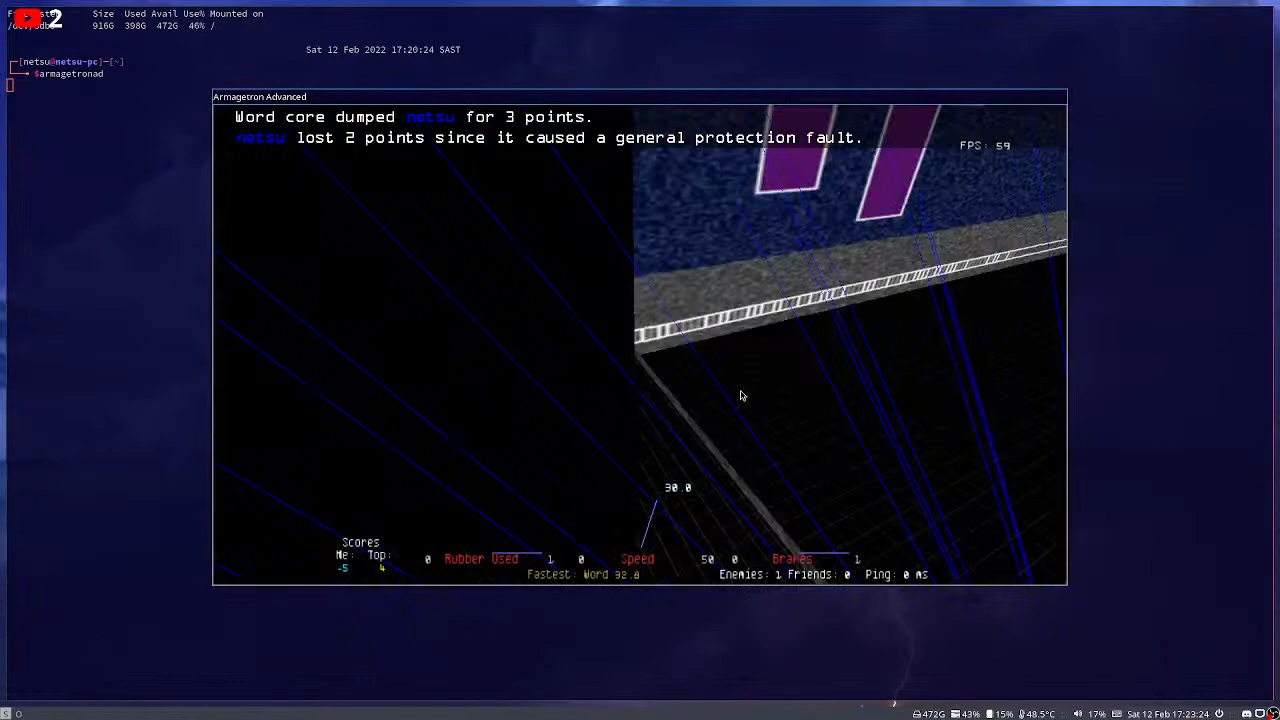 2
Size Used Avail Use% Mounted on
916G 398G 472G 46% /
Sat 12 Feb 2022 17:20:24 SAST
[netsu@netsu-pc]-[~]
$armagetronad
Armagetron Advanced
Word core dumped netsu for 3 points.
netsu lost 2 points since it caused a general protection fault.
FPS: 59
30.0
Scores
Me: Top:
-5 4
0 Rubber Used 1 0 Speed 50 0 Brakes 1
Fastest: Word 32.8
Enemies: 1 Friends: 0 Ping: 0 ms
S
472G 43% 15% 48.5°C 17% Sat 12 Feb 17:23:24